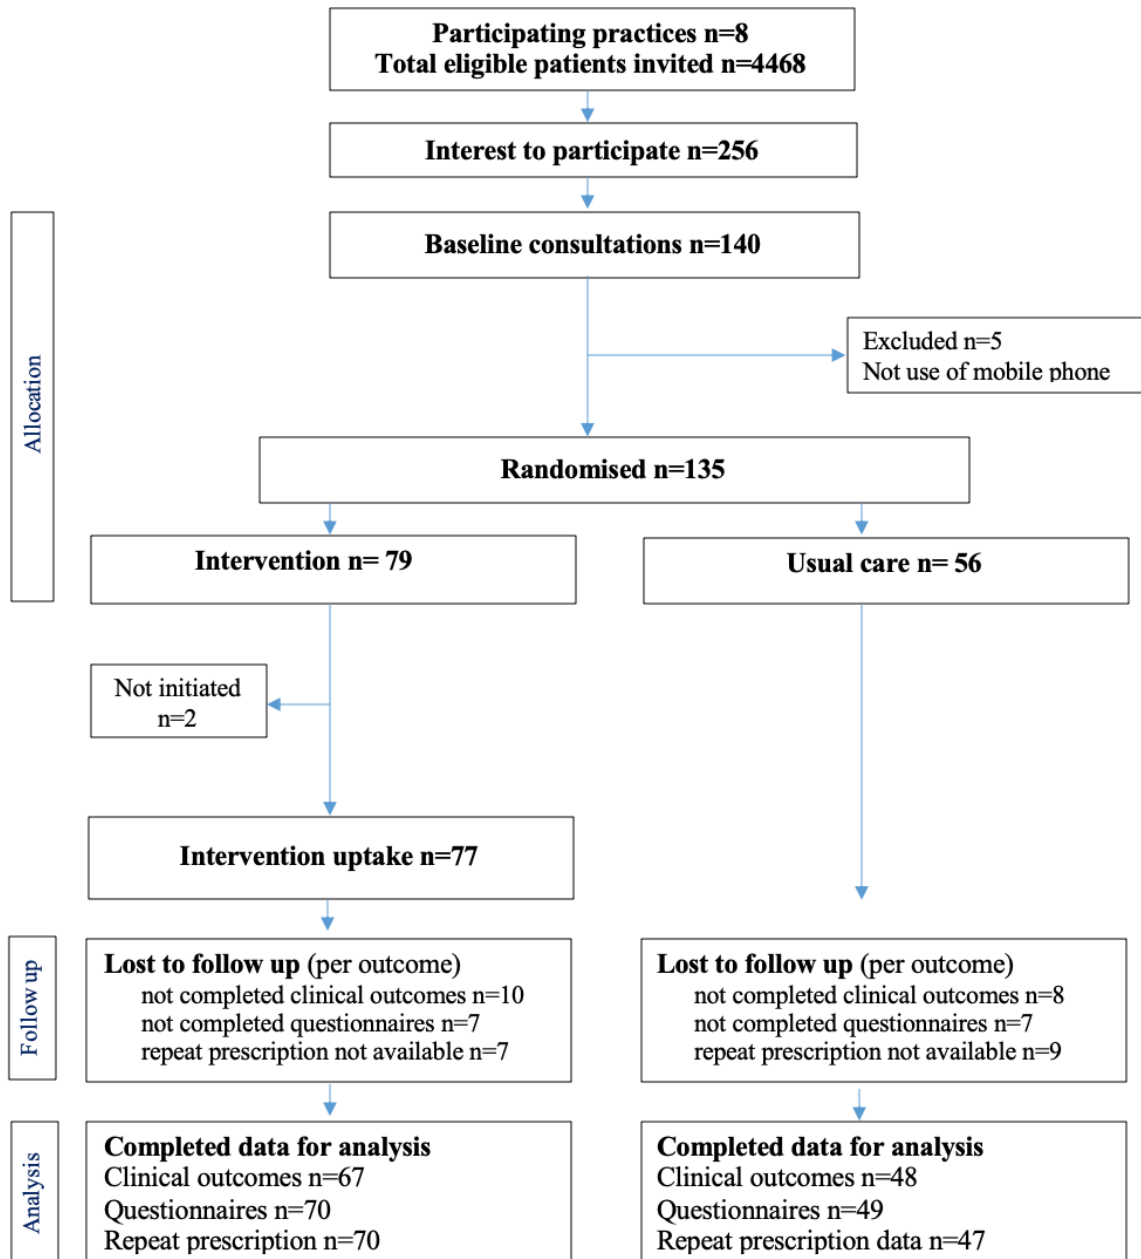 Participating practices n=8
Total eligible patients invited n=4468
Interest to participate n=256
Baseline consultations n=140
Allocation
Excluded n=5
Not use of mobile phone
Randomised n=135
Intervention n= 79
Usual care n= 56
Not initiated
n=2
Intervention uptake n=77
Follow up
Lost to follow up (per outcome)
not completed clinical outcomes n=10
not completed questionnaires n=7
repeat prescription not available n=7
Lost to follow up (per outcome)
not completed clinical outcomes n=8
not completed questionnaires n=7
repeat prescription not available n=9
Analysis
Completed data for analysis
Clinical outcomes n=67
Questionnaires n=70
Repeat prescription n=70
Completed data for analysis
Clinical outcomes n=48
Questionnaires n=49
Repeat prescription data n=47